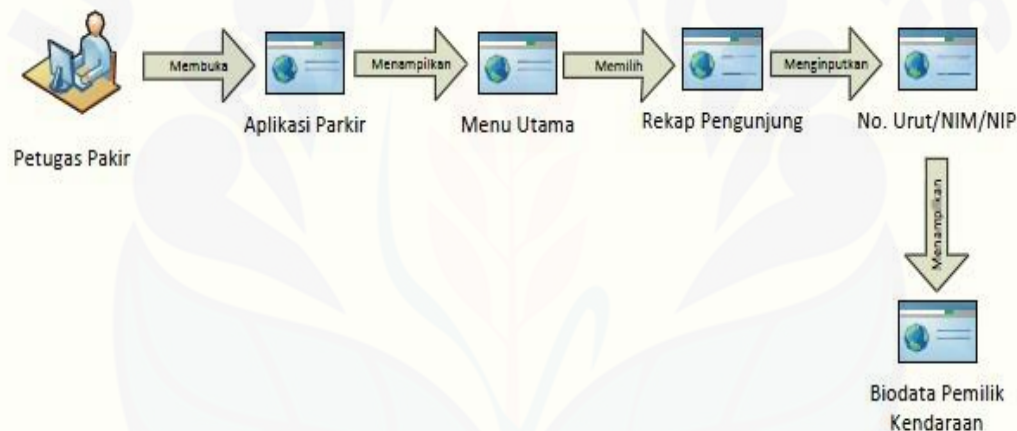 Membuka
Menampilkan
Memilih
Menginputkan
Aplikasi Parkir
Menu Utama
Rekap Pengunjung
No. Urut/NIM/NIP
Petugas Pakir
Menampilkan
Biodata Pemilik
Kendaraan